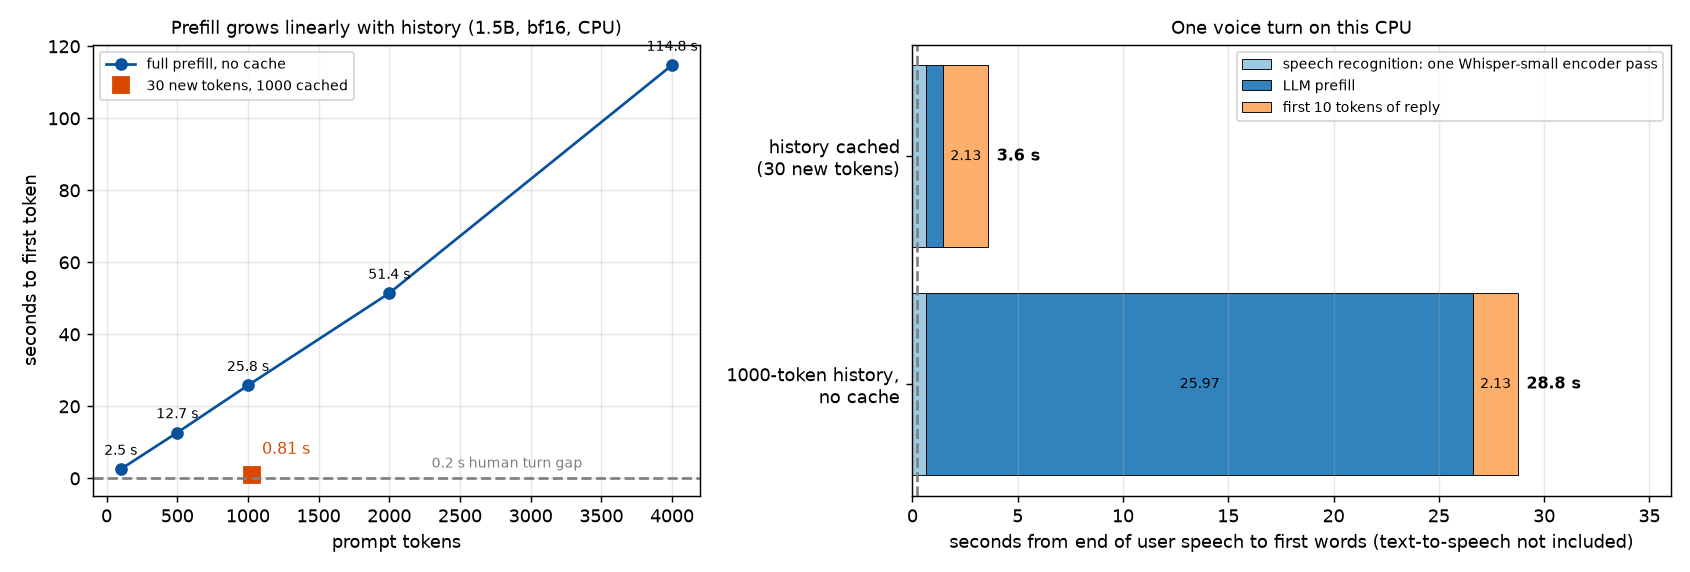 Prefill grows linearly with history (1.5B, bf16, CPU)
120
100
80
60
40
20
0
seconds to first token
full prefill, no cache
30 new tokens, 1000 cached
2.5 s
12.7 s
25.8 s
51.4 s
114.8 s
0.81 s
0.2 s human turn gap
0 500 1000 1500 2000 2500 3000 3500 4000
prompt tokens
One voice turn on this CPU
speech recognition: one Whisper-small encoder pass
LLM prefill
first 10 tokens of reply
history cached
(30 new tokens)
2.13 3.6 s
1000-token history,
no cache
25.97 2.13 28.8 s
0 5 10 15 20 25 30 35
seconds from end of user speech to first words (text-to-speech not included)